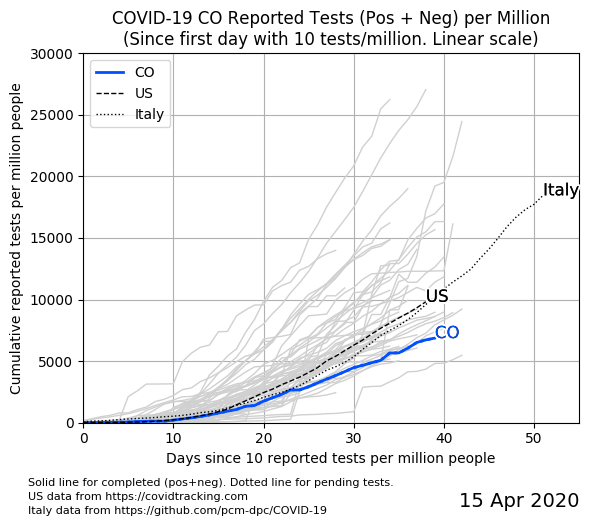 COVID-19 CO Reported Tests (Pos + Neg) per Million
(Since first day with 10 tests/million. Linear scale)
30000
25000
20000
15000
10000
5000
0
Cumulative reported tests per million people
CO
US
Italy
Italy
US
CO
0 10 20 30 40 50
Days since 10 reported tests per million people
Solid line for completed (pos+neg). Dotted line for pending tests.
US data from https://covidtracking.com
Italy data from https://github.com/pcm-dpc/COVID-19
15 Apr 2020